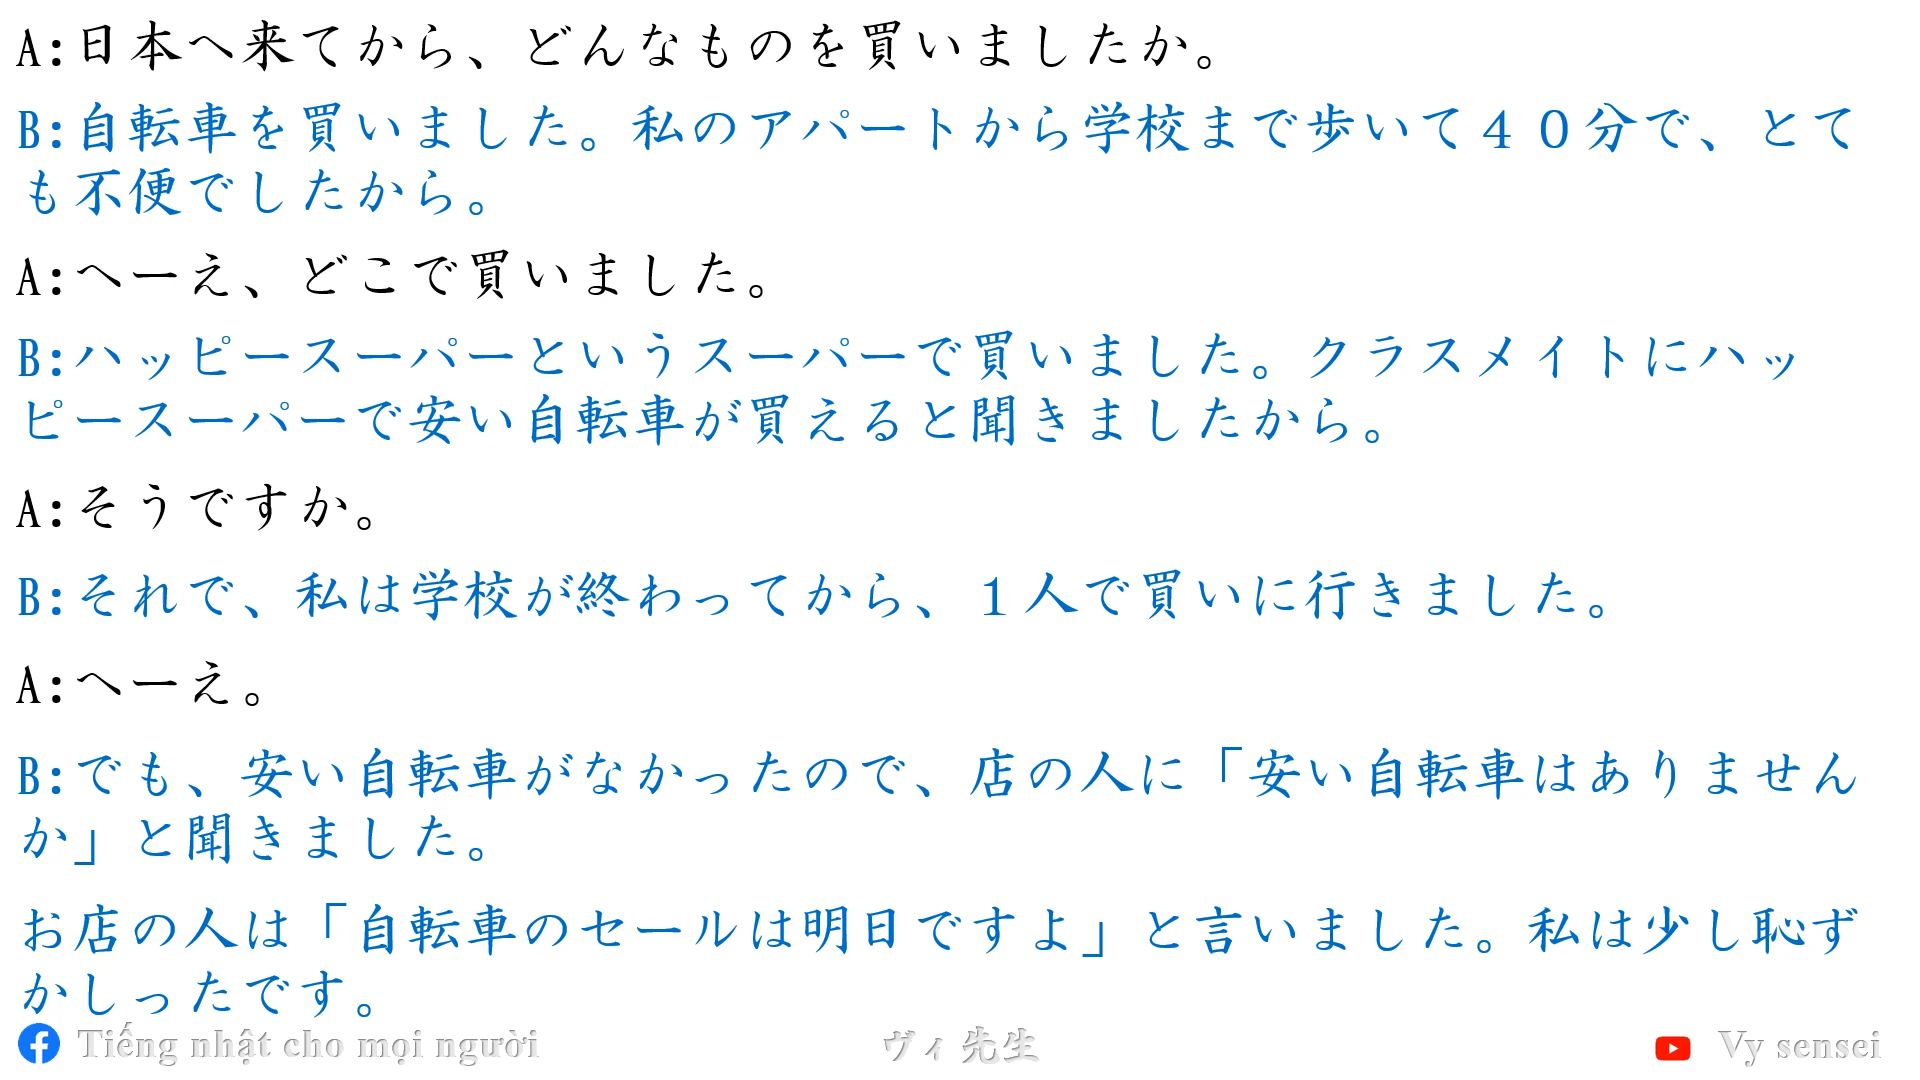 A:日本へ来てから、どんなものを買いましたか。
B:自転車を買いました。私のアパートから学校まで歩いて４０分で、とて
も不便でしたから。
A:へーえ、どこで買いました。
B:ハッピースーパーというスーパーで買いました。クラスメイトにハッ
ピースーパーで安い自転車が買えると聞きましたから。
A:そうですか。
B:それで、私は学校が終わってから、１人で買いに行きました。
A:へーえ。
B:でも、安い自転車がなかったので、店の人に「安い自転車はありません
か」と聞きました。
お店の人は「自転車のセールは明日ですよ」と言いました。私は少し恥ず
かしったです。
Tiếng nhật cho mọi người
ヴィ先生
Vy sensei